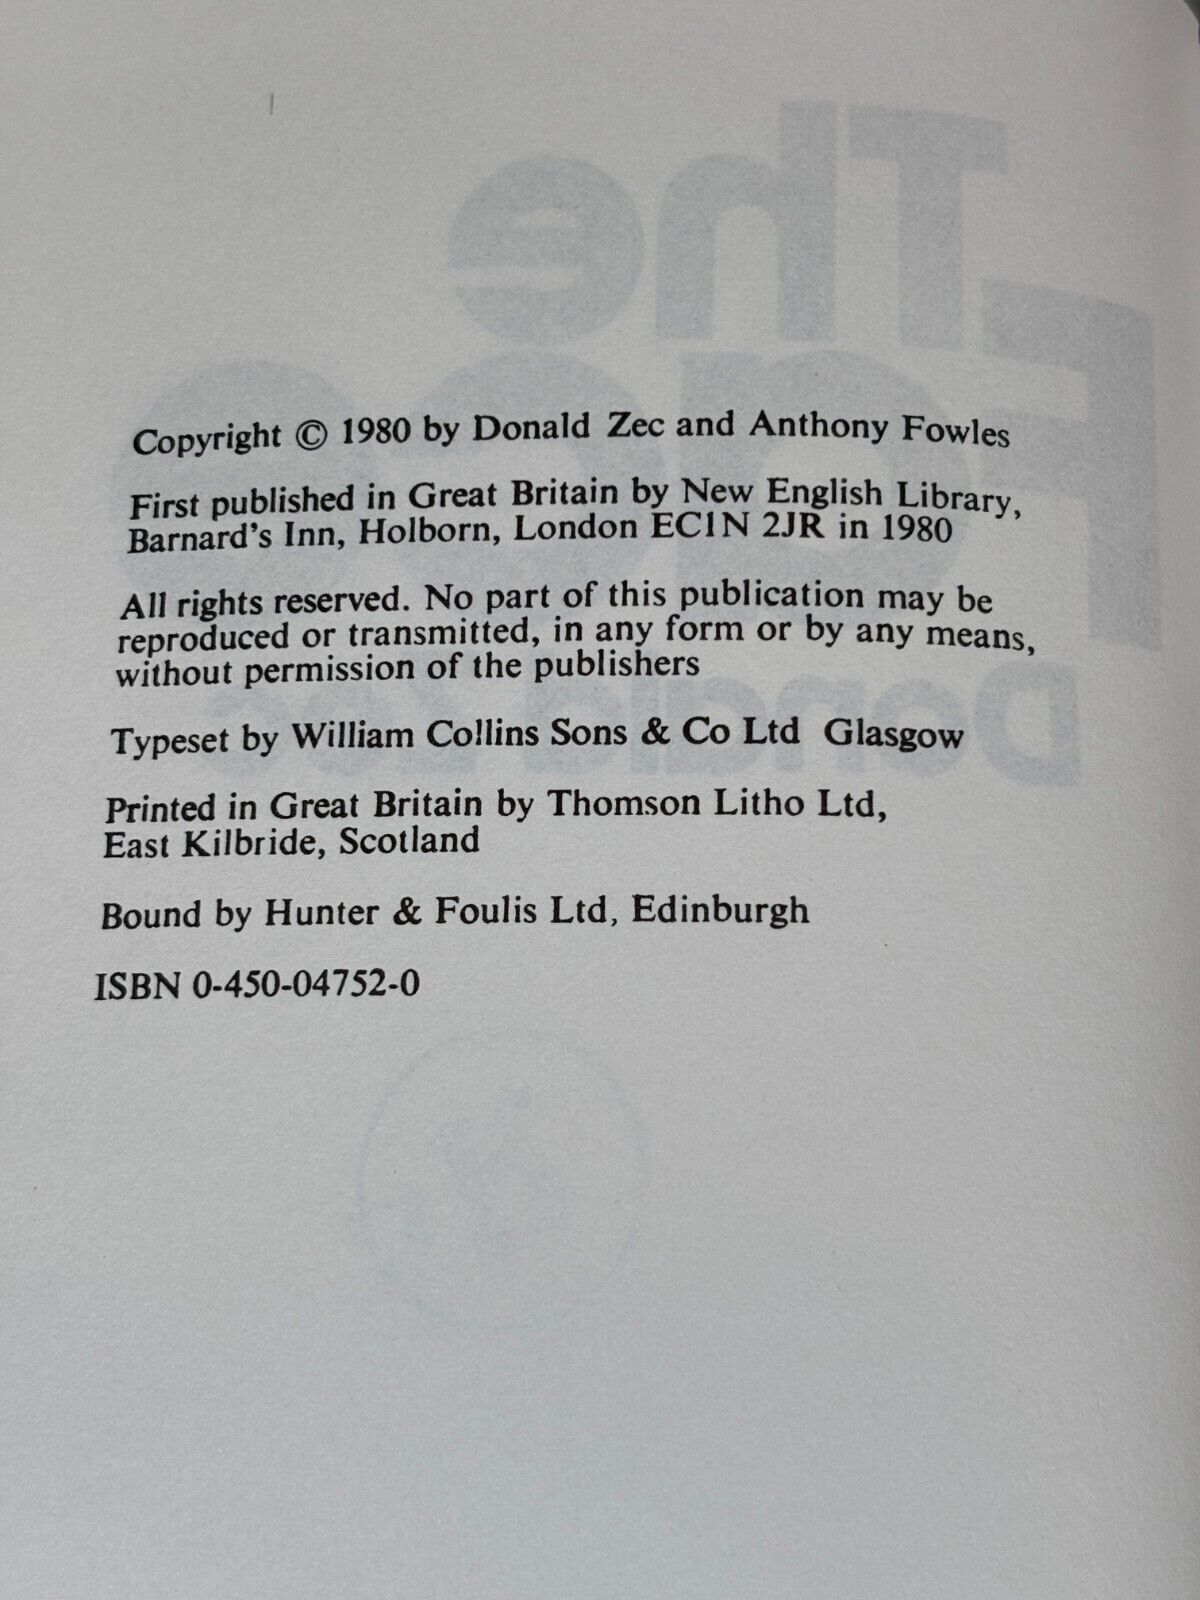 Copyright © 1980 by Donald Zec and Anthony Fowles
First published in Great Britain by New English Library,
Barnard's Inn, Holborn, London EC1N 2JR in 1980
All rights reserved. No part of this publication may be
reproduced or transmitted, in any form or by any means,
without permission of the publishers
Typeset by William Collins Sons & Co Ltd Glasgow
Printed in Great Britain by Thomson Litho Ltd,
East Kilbride, Scotland
Bound by Hunter & Foulis Ltd, Edinburgh
ISBN 0-450-04752-0
The
Donald Zec